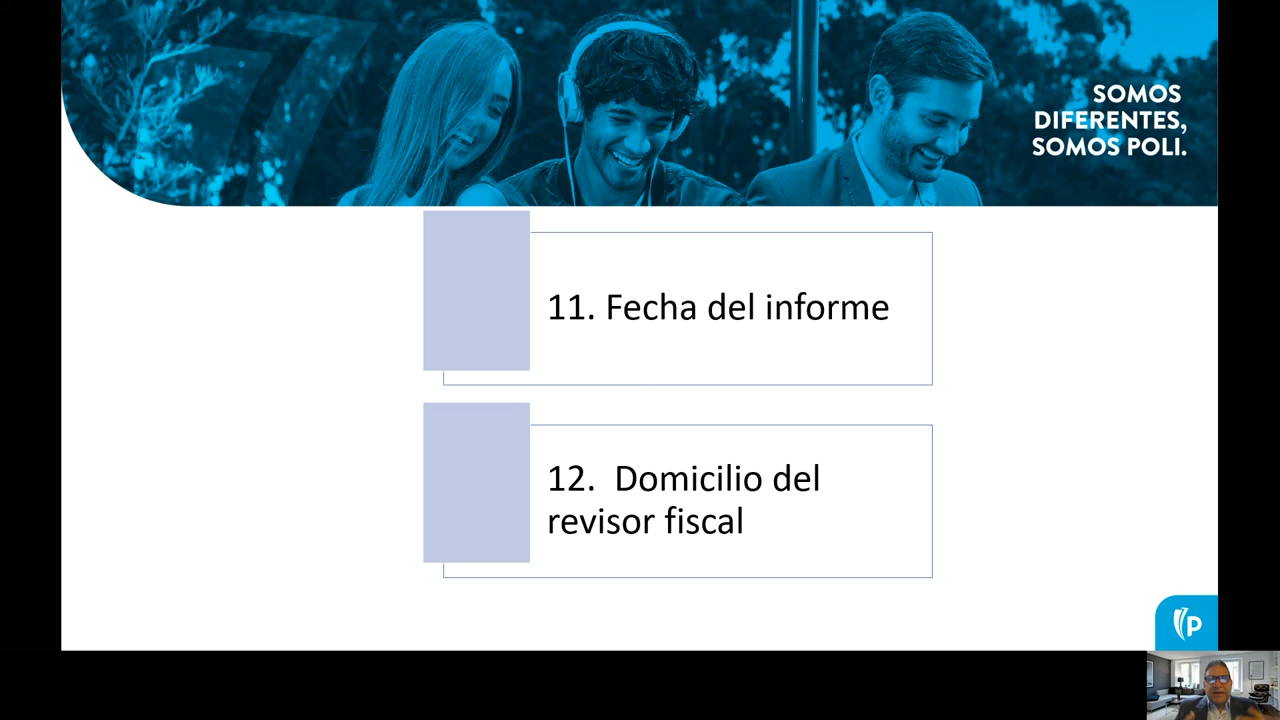 SOMOS
DIFERENTES,
SOMOS POLI.
11. Fecha del informe
12. Domicilio del
revisor fiscal
P